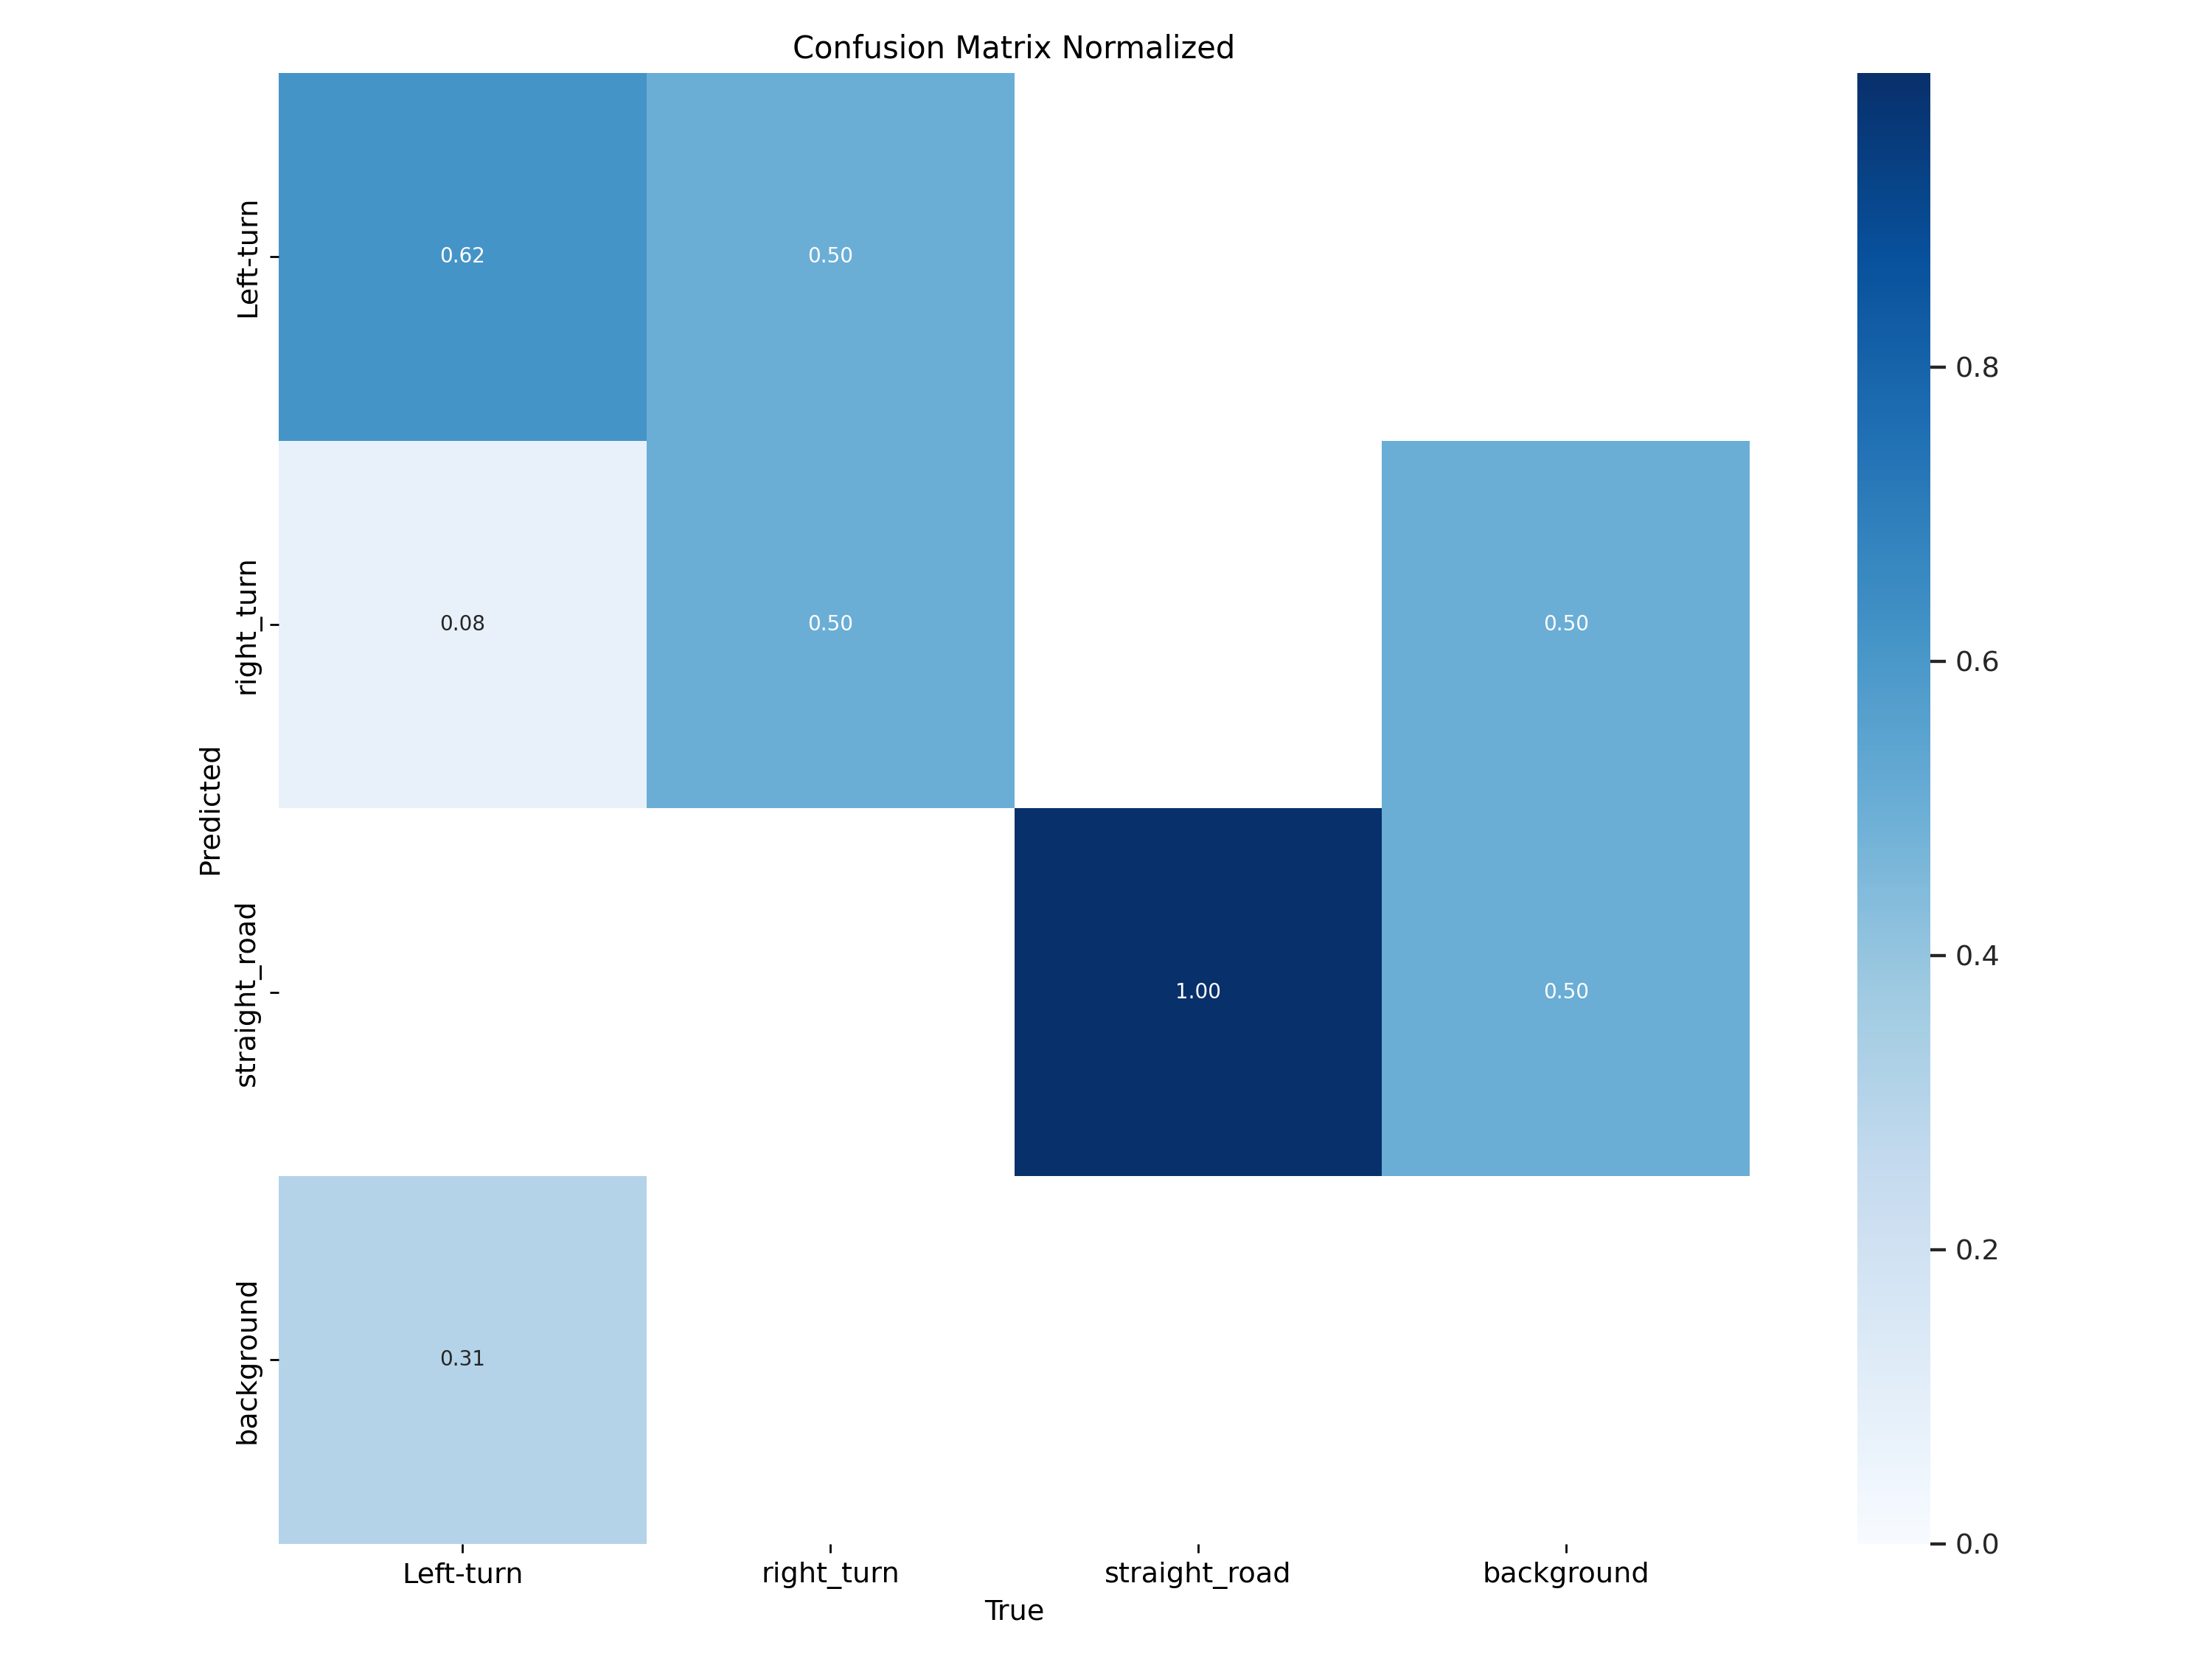 Confusion Matrix Normalized
Left-turn
0.62
0.50
right_turn
0.08
0.50
0.50
straight_road
1.00
0.50
background
0.31
Predicted
Left-turn
right_turn
straight_road
background
True
0.8
0.6
0.4
0.2
0.0